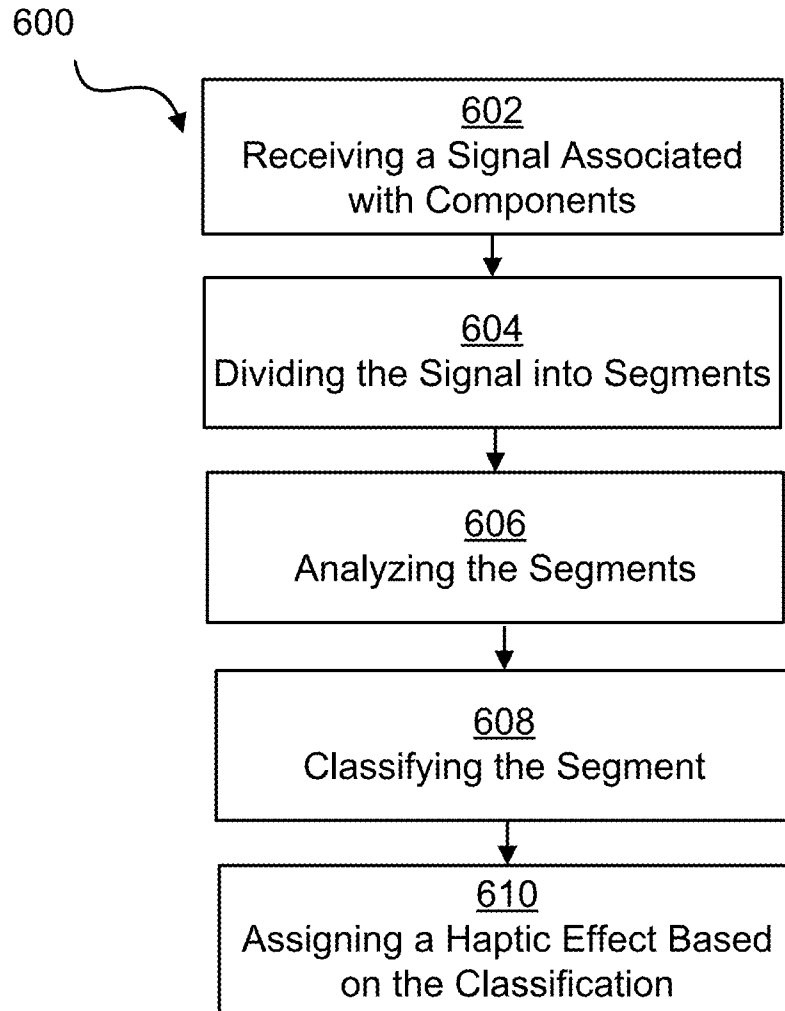 600
602
Receiving a Signal Associated
with Components
604
Dividing the Signal into Segments
606
Analyzing the Segments
608
Classifying the Segment
610
Assigning a Haptic Effect Based
on the Classification